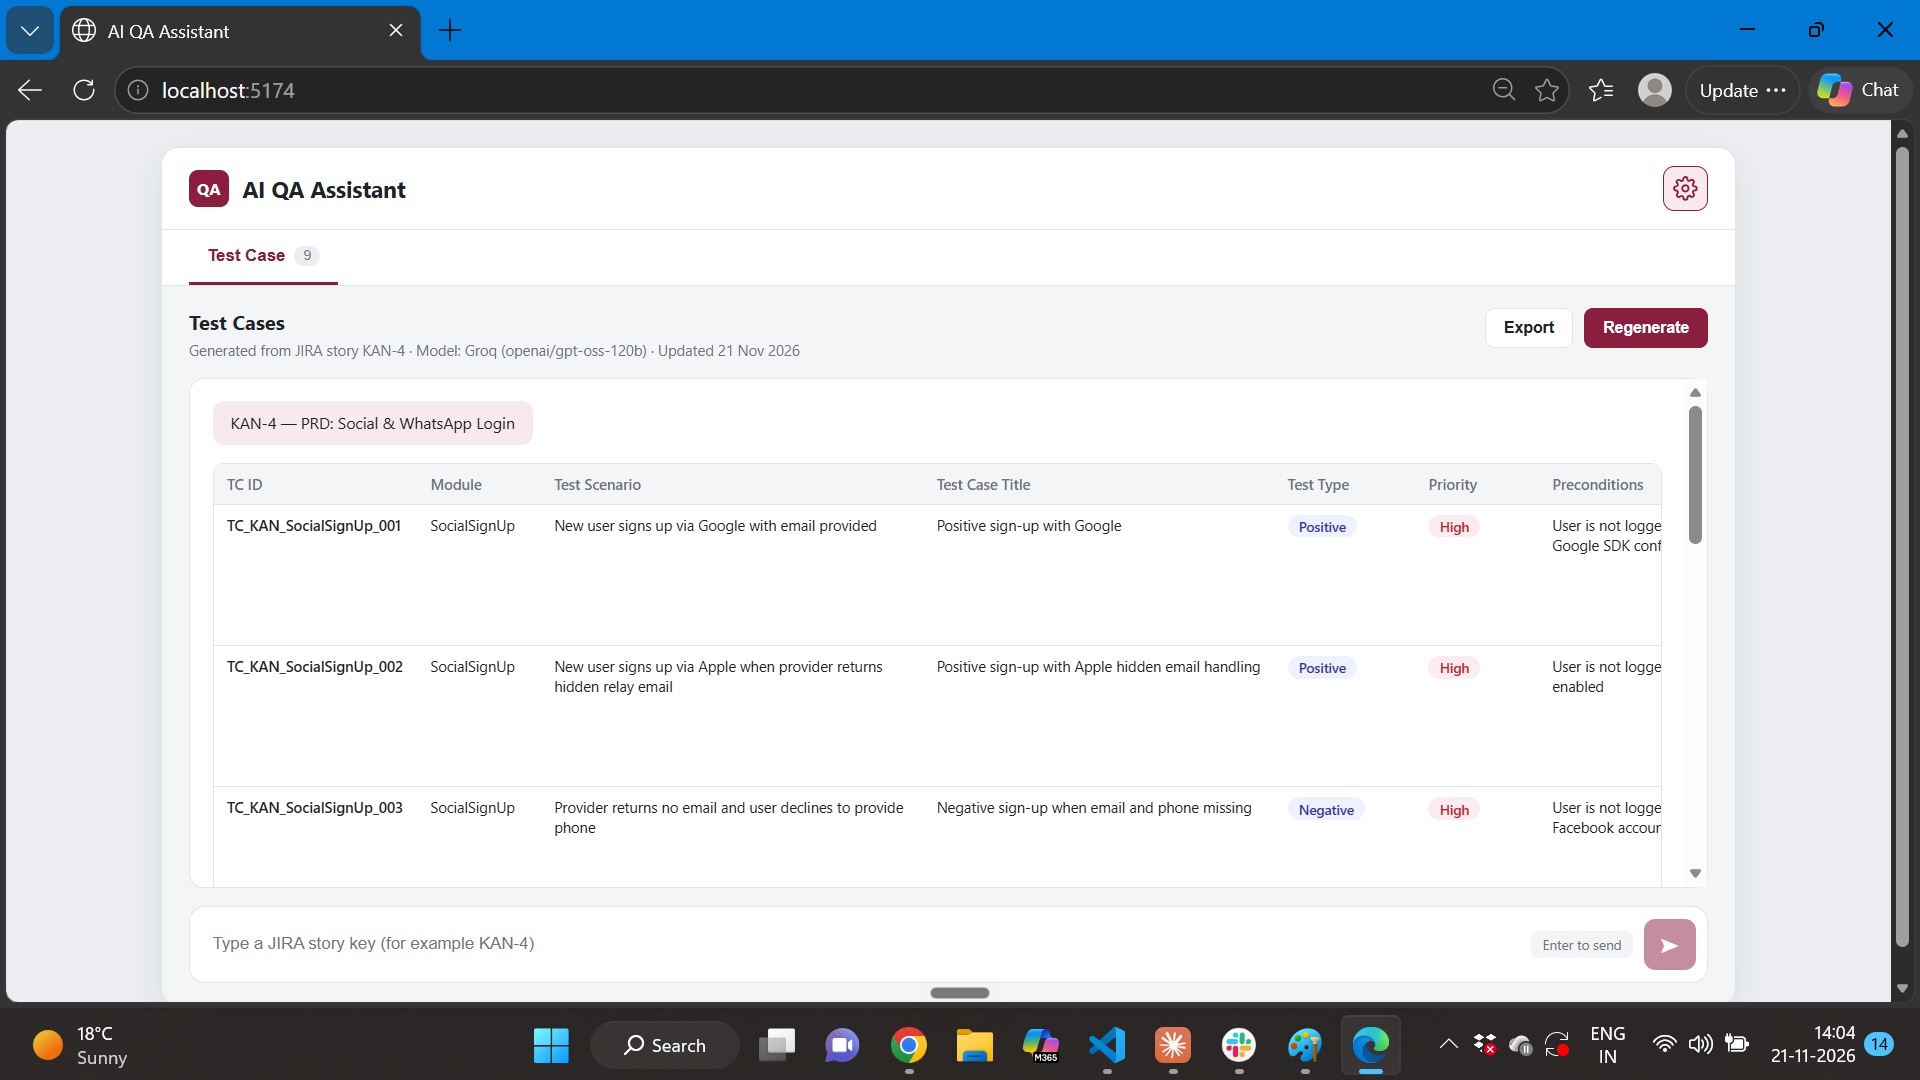 AI QA Assistant
localhost:5174
Update
Chat
QA
AI QA Assistant
Test Case 9
Test Cases
Generated from JIRA story KAN-4 · Model: Groq (openai/gpt-oss-120b) · Updated 21 Nov 2026
Export
Regenerate
KAN-4 — PRD: Social & WhatsApp Login
TC ID Module Test Scenario Test Case Title Test Type Priority Preconditions
TC_KAN_SocialSignUp_001 SocialSignUp New user signs up via Google with email provided Positive sign-up with Google Positive High User is not logge
Google SDK conf
TC_KAN_SocialSignUp_002 SocialSignUp New user signs up via Apple when provider returns Positive sign-up with Apple hidden email handling Positive High User is not logge
hidden relay email enabled
TC_KAN_SocialSignUp_003 SocialSignUp Provider returns no email and user declines to provide Negative sign-up when email and phone missing Negative High User is not logge
phone Facebook accour
Type a JIRA story key (for example KAN-4)
Enter to send
18°C
Sunny
Search
M365
ENG
IN
14:04
21-11-2026
14